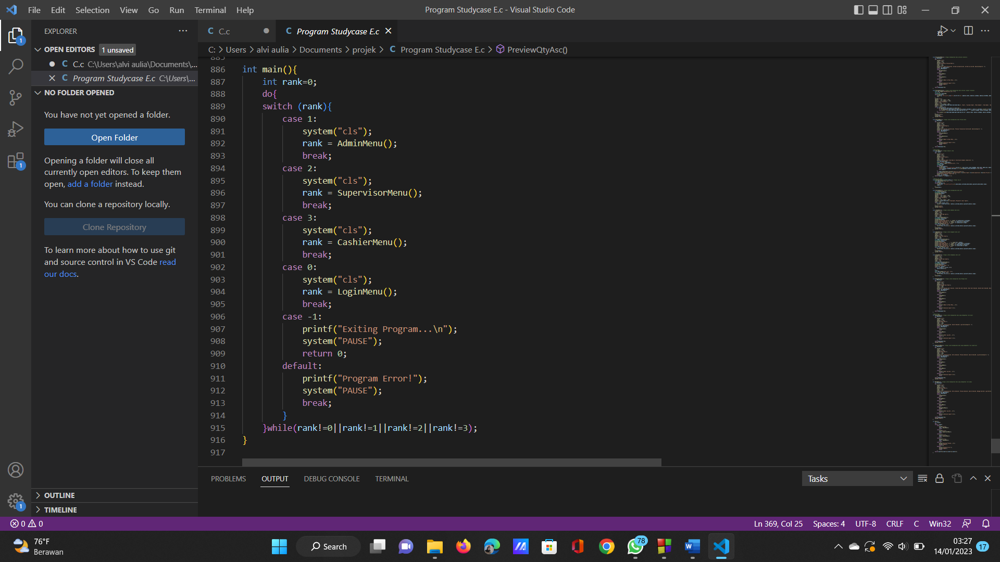 File Edit Selection View Go Run Terminal Help
Program Studycase E.c - Visual Studio Code
EXPLORER
OPEN EDITORS 1 unsaved
C.c C:\Users\alvi aulia\Documents\...
Program Studycase E.c C:\Users\...
NO FOLDER OPENED
You have not yet opened a folder.
Open Folder
Opening a folder will close all
currently open editors. To keep them
open, add a folder instead.
You can clone a repository locally.
Clone Repository
To learn more about how to use git
and source control in VS Code read
our docs.
OUTLINE
TIMELINE
C C.c
C Program Studycase E.c
C: > Users > alvi aulia > Documents > projek > C Program Studycase E.c > PreviewQtyAsc()
885
886 int main(){
887 int rank=0;
888 do{
889 switch (rank){
890 case 1:
891 system("cls");
892 rank = AdminMenu();
893 break;
894 case 2:
895 system("cls");
896 rank = SupervisorMenu();
897 break;
898 case 3:
899 system("cls");
900 rank = CashierMenu();
901 break;
902 case 0:
903 system("cls");
904 rank = LoginMenu();
905 break;
906 case -1:
907 printf("Exiting Program...\n");
908 system("PAUSE");
909 return 0;
910 default:
911 printf("Program Error!");
912 system("PAUSE");
913 break;
914 }
915 }while(rank!=0||rank!=1||rank!=2||rank!=3);
916 }
917
PROBLEMS OUTPUT DEBUG CONSOLE TERMINAL
Tasks
0 0
Ln 369, Col 25 Spaces: 4 UTF-8 CRLF C Win32
76°F
Berawan
Search
78
03:27
14/01/2023
17